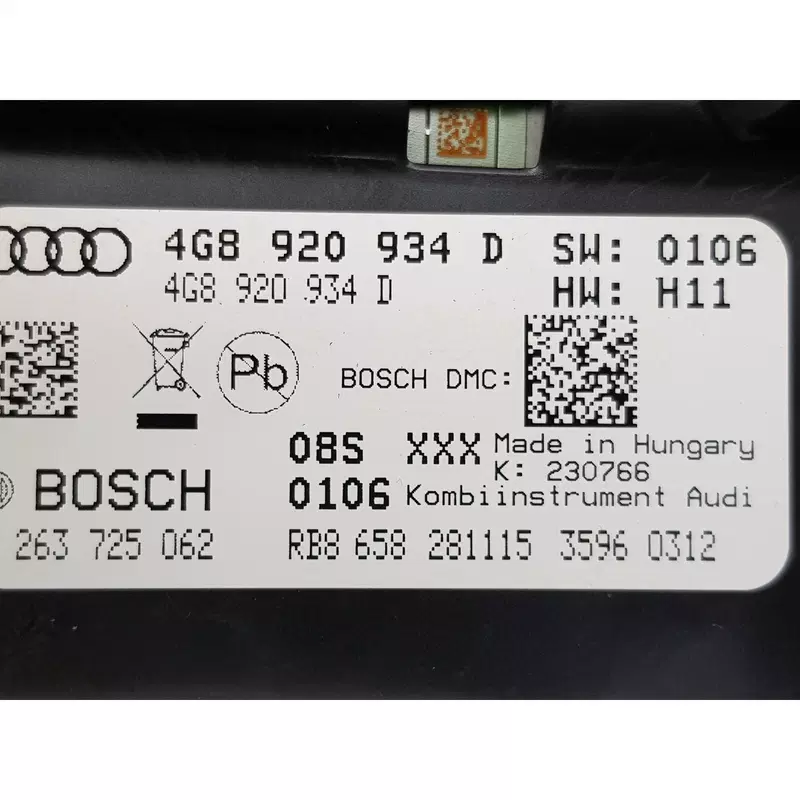 4G8 920 934 D SW: 0106
4G8 920 934 D HW: H11
Pb BOSCH DMC:
08S XXX Made in Hungary
K: 230766
BOSCH 0106 Kombiinstrument Audi
263 725 062 RB8 658 281115 3596 0312